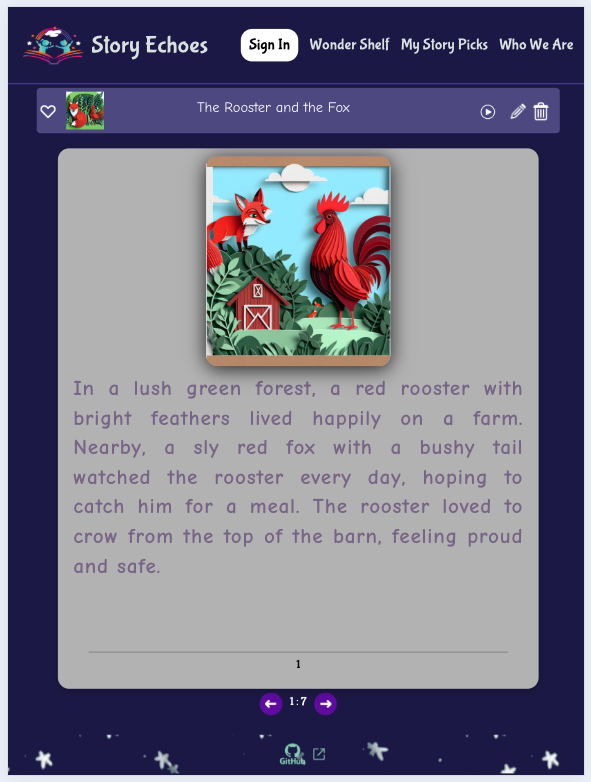 Story Echoes
Sign In
Wonder Shelf
My Story Picks
Who We Are
The Rooster and the Fox
In a lush green forest, a red rooster with
bright feathers lived happily on a farm.
Nearby, a sly red fox with a bushy tail
watched the rooster every day, hoping to
catch him for a meal. The rooster loved to
crow from the top of the barn, feeling proud
and safe.
1
1:7
GitHub